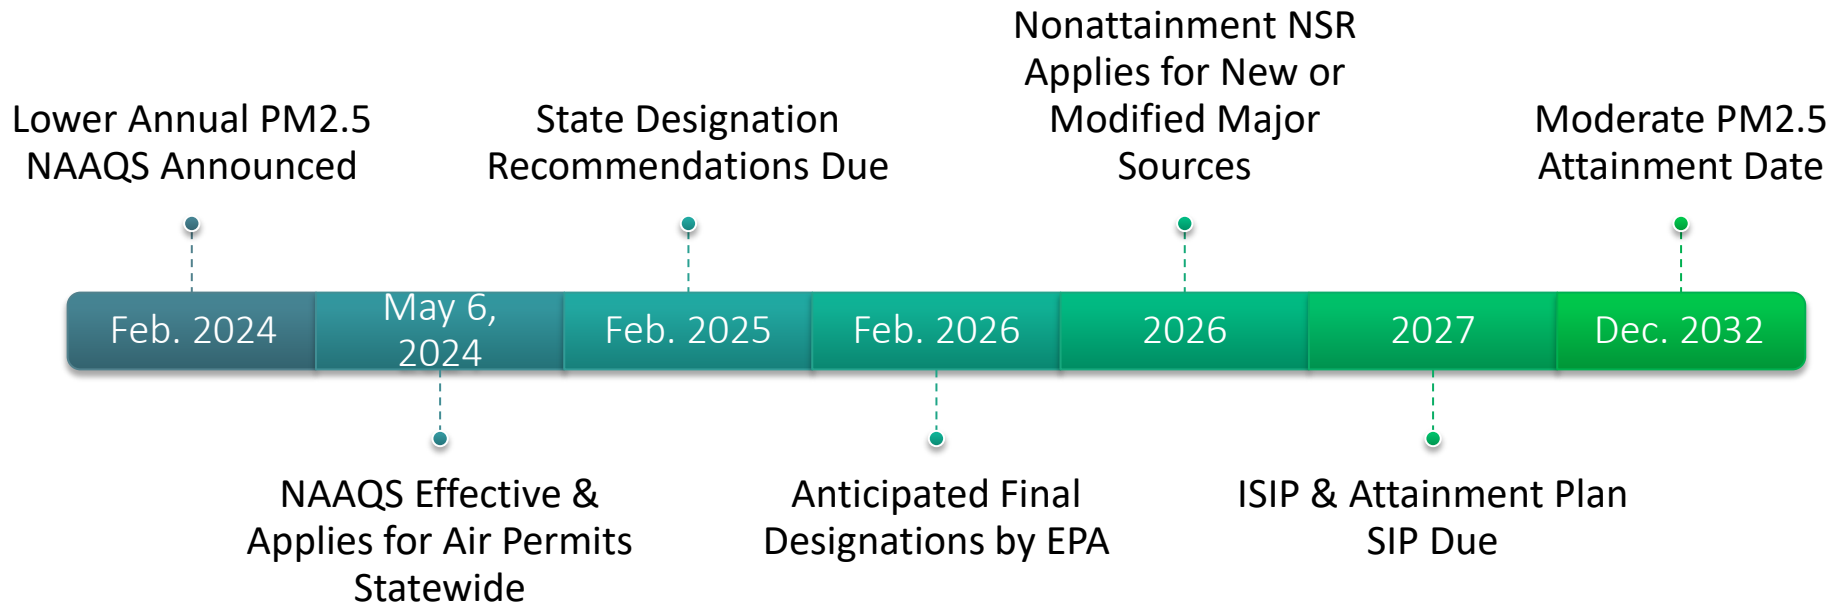 Lower Annual PM2.5
NAAQS Announced
State Designation
Recommendations Due
Nonattainment NSR
Applies for New or
Modified Major
Sources
Moderate PM2.5
Attainment Date
Feb. 2024
May 6,
2024
Feb. 2025
Feb. 2026
2026
2027
Dec. 2032
NAAQS Effective &
Applies for Air Permits
Statewide
Anticipated Final
Designations by EPA
ISIP & Attainment Plan
SIP Due